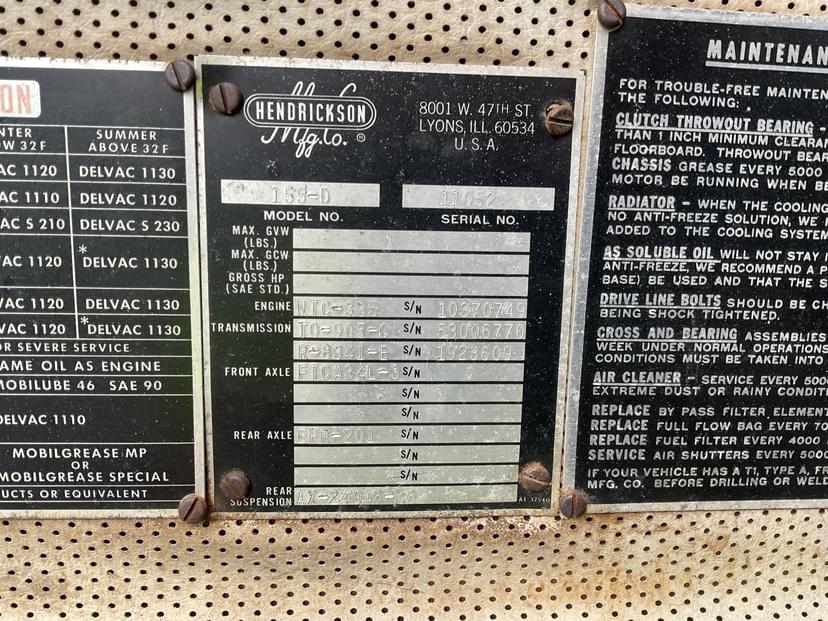 ON
NTER
OW 32F
SUMMER
ABOVE 32F
AC 1120 DELVAC 1130
AC 1110 DELVAC 1120
AC S 210 DELVAC S 230
AC 1120 *DELVAC 1130
AC 1120 DELVAC 1130
AC 1120 *DELVAC 1130
OR SEVERE SERVICE
AME OIL AS ENGINE
MOBILUBE 46 SAE 90
DELVAC 1110
MOBILGREASE MP
OR
MOBILGREASE SPECIAL
UCTS OR EQUIVALENT
HENDRICKSON
Mfg. Co. ®
8001 W. 47TH ST.
LYONS, ILL. 60534
U. S. A.
155-D
MODEL NO.
11052
SERIAL NO.
MAX. GVW
(LBS.)
MAX. GCW
(LBS.)
GROSS HP
(SAE STD.)
ENGINE NTC-335 S/N
TRANSMISSION S/N 53006770
S/N
FRONT AXLE S/N
S/N
S/N
REAR AXLE S/N
S/N
S/N
REAR
SUSPENSION
MAINTENAN
FOR TROUBLE-FREE MAINTEN
THE FOLLOWING:
CLUTCH THROWOUT BEARING -
THAN 1 INCH MINIMUM CLEARAN
FLOORBOARD. THROWOUT BEAR
CHASSIS GREASE EVERY 5000
MOTOR BE RUNNING WHEN BE
RADIATOR - WHEN THE COOLING
NO ANTI-FREEZE SOLUTION, WE R
ADDED TO THE COOLING SYSTEM
AS SOLUBLE OIL WILL NOT STAY I
ANTI-FREEZE, WE RECOMMEND A P
BASE) BE USED AND THAT THE S
DRIVE LINE BOLTS SHOULD BE CH
BEING SHOCK TIGHTENED.
CROSS AND BEARING ASSEMBLIES
WEEK UNDER NORMAL OPERATIONS
CONDITIONS MUST BE TAKEN INTO
AIR CLEANER - SERVICE EVERY 500
EXTREME DUST OR RAINY CONDITI
REPLACE BY PASS FILTER, ELEMENT
REPLACE FULL FLOW BAG EVERY 70
REPLACE FUEL FILTER EVERY 4000
SERVICE AIR SHUTTERS EVERY 5000
IF YOUR VEHICLE HAS A T1, TYPE A, FR
MFG. CO. BEFORE DRILLING OR WELD